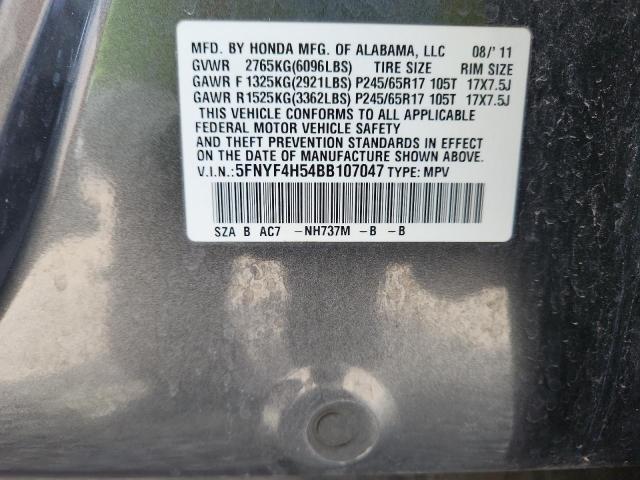 MFD. BY HONDA MFG. OF ALABAMA, LLC 08/'11
GVWR 2765KG(6096LBS) TIRE SIZE RIM SIZE
GAWR F 1325KG(2921LBS) P245/65R17 105T 17X7.5J
GAWR R 1525KG(3362LBS) P245/65R17 105T 17X7.5J
THIS VEHICLE CONFORMS TO ALL APPLICABLE
FEDERAL MOTOR VEHICLE SAFETY
AND THEFT PREVENTION STANDARDS IN EFFECT
ON THE DATE OF MANUFACTURE SHOWN ABOVE.
V.I.N.: 5FNYF4H54BB107047 TYPE: MPV
SZA B AC7 -NH737M -B -B